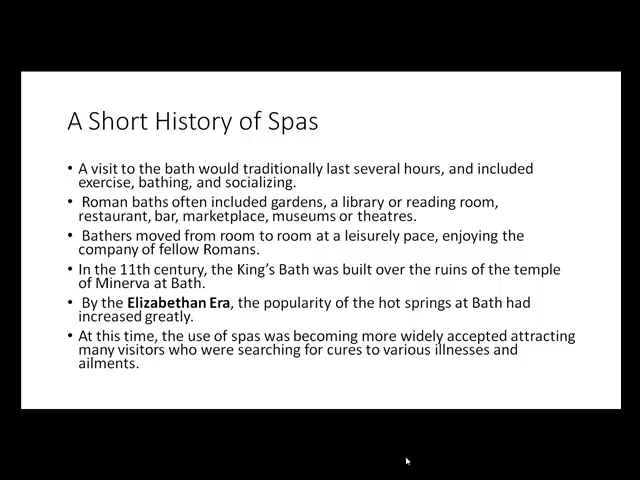 A Short History of Spas
• A visit to the bath would traditionally last several hours, and included
exercise, bathing, and socializing.
• Roman baths often included gardens, a library or reading room,
restaurant, bar, marketplace, museums or theatres.
• Bathers moved from room to room at a leisurely pace, enjoying the
company of fellow Romans.
• In the 11th century, the King's Bath was built over the ruins of the temple
of Minerva at Bath.
• By the Elizabethan Era, the popularity of the hot springs at Bath had
increased greatly.
• At this time, the use of spas was becoming more widely accepted attracting
many visitors who were searching for cures to various illnesses and
ailments.